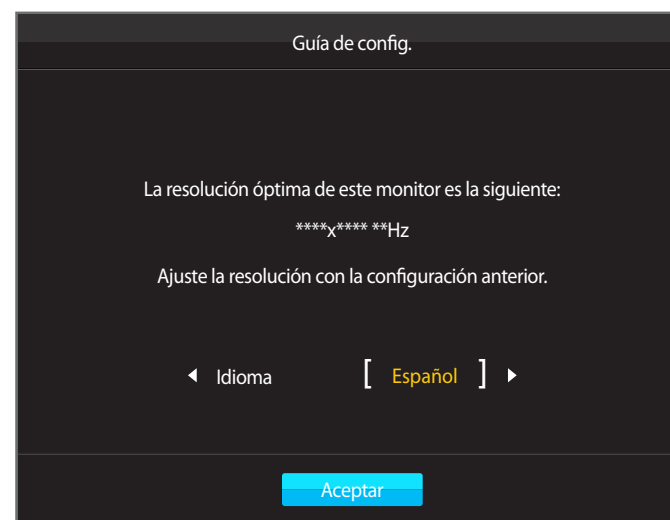 Guía de config.
La resolución óptima de este monitor es la siguiente:
****x**** **Hz
Ajuste la resolución con la configuración anterior.
Idioma [ Español ]
Aceptar